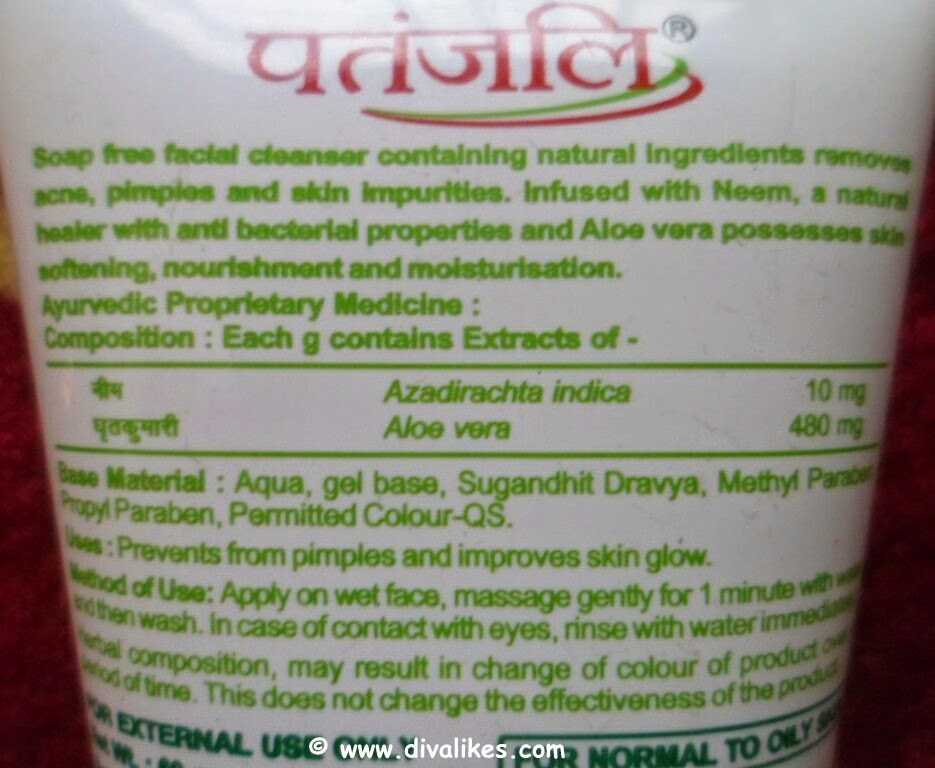 पतंजलि®
Soap free facial cleanser containing natural ingredients removes
acne, pimples and skin impurities. Infused with Neem, a natural
healer with anti bacterial properties and Aloe vera possesses skin
softening, nourishment and moisturisation.
Ayurvedic Proprietary Medicine :
Composition : Each g contains Extracts of -
नीम Azadirachta indica 10 mg
घृतकुमारी Aloe vera 480 mg
Base Material : Aqua, gel base, Sugandhit Dravya, Methyl Paraben
Propyl Paraben, Permitted Colour-QS.
Uses : Prevents from pimples and improves skin glow.
Method of Use: Apply on wet face, massage gently for 1 minute with
and then wash. In case of contact with eyes, rinse with water
composition, may result in change of colour of product over
of time. This does not change the effectiveness of the product
FOR EXTERNAL USE ONLY
FOR NORMAL TO OILY
© www.divalikes.com